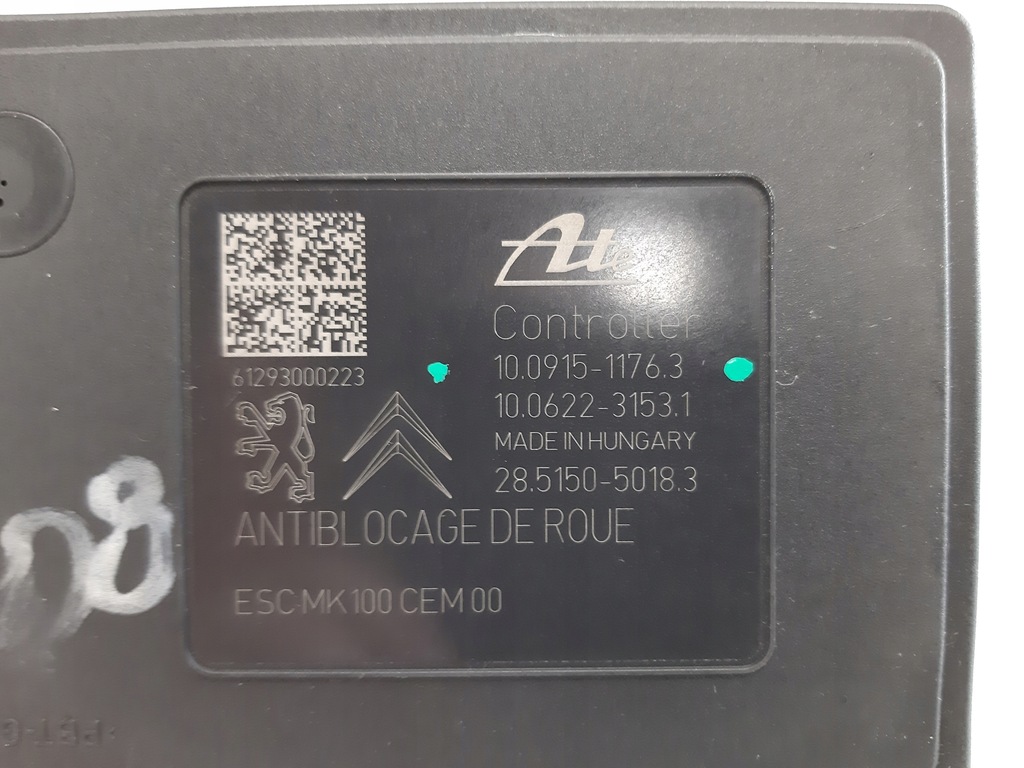 Ate
Controller
10.0915-1176.3
10.0622-3153.1
MADE IN HUNGARY
28.5150-5018.3
61293000223
ANTIBLOCAGE DE ROUE
ESC:MK100 CEM 00
08